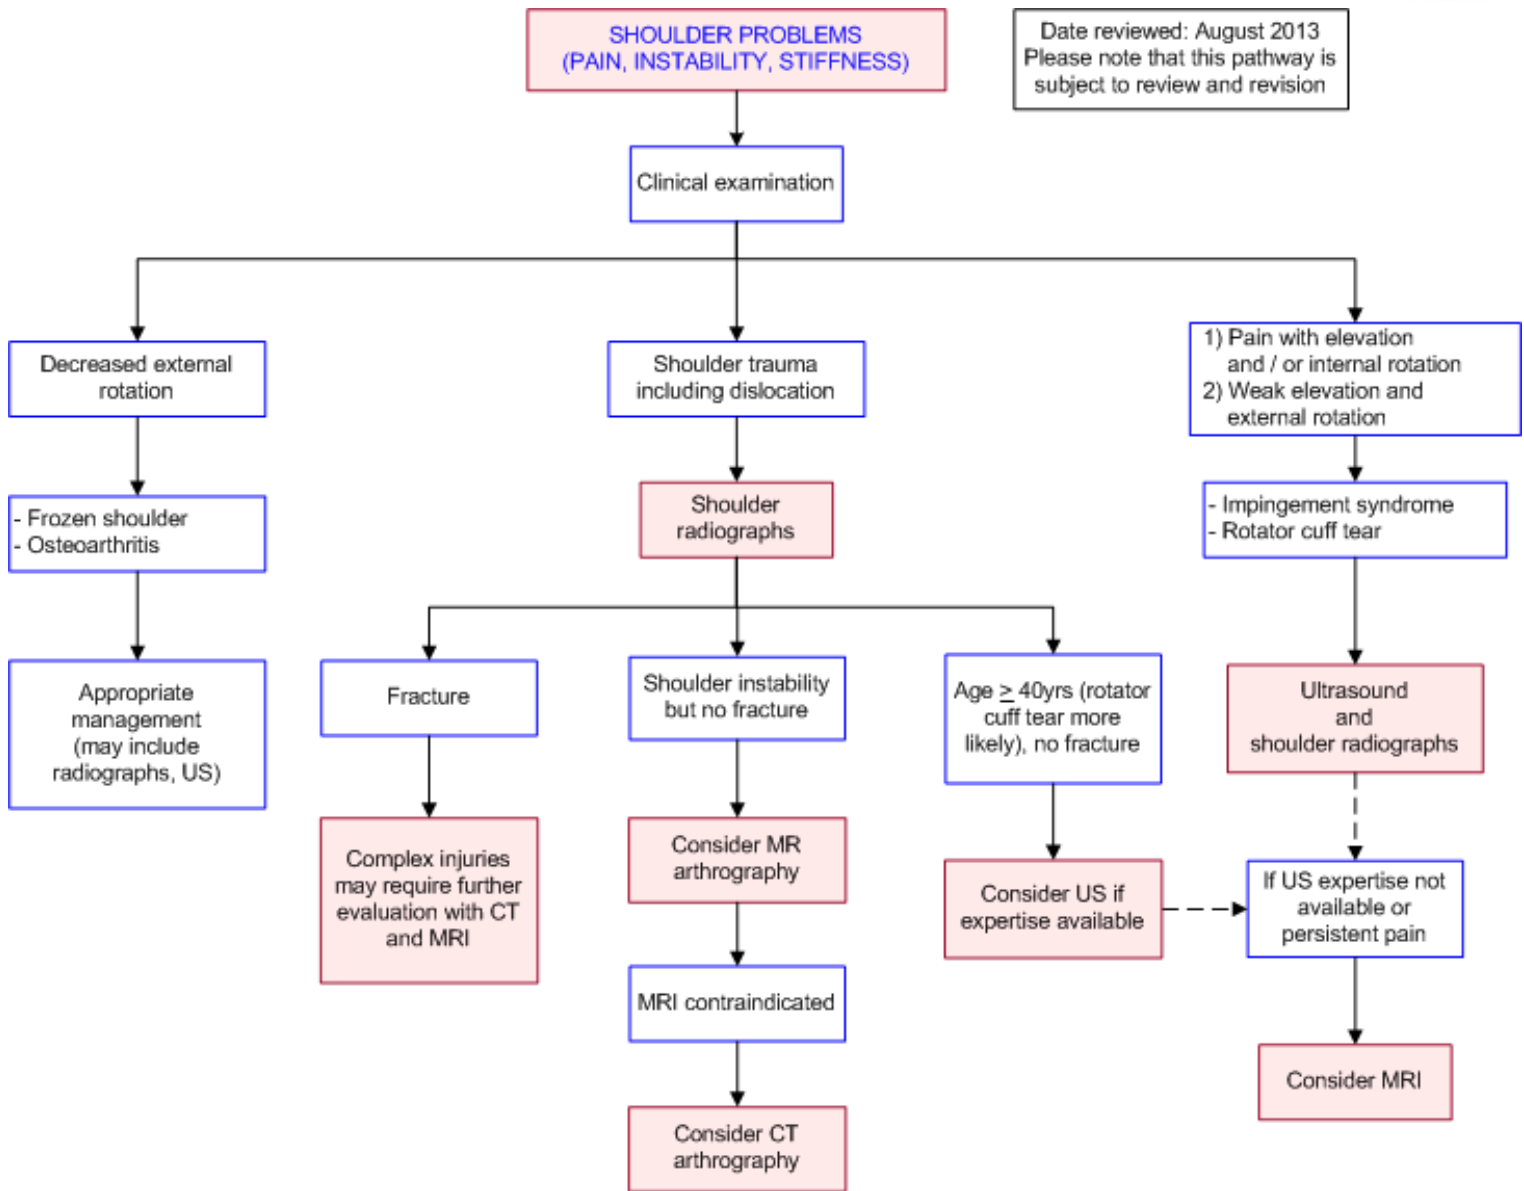 SHOULDER PROBLEMS
(PAIN, INSTABILITY, STIFFNESS)
Date reviewed: August 2013
Please note that this pathway is
subject to review and revision
Clinical examination
Decreased external
rotation
Shoulder trauma
including dislocation
1) Pain with elevation
and / or internal rotation
2) Weak elevation and
external rotation
- Frozen shoulder
- Osteoarthritis
Shoulder
radiographs
- Impingement syndrome
- Rotator cuff tear
Appropriate
management
(may include
radiographs, US)
Fracture
Shoulder instability
but no fracture
Age ≥ 40yrs (rotator
cuff tear more
likely), no fracture
Ultrasound
and
shoulder radiographs
Complex injuries
may require further
evaluation with CT
and MRI
Consider MR
arthrography
Consider US if
expertise available
If US expertise not
available or
persistent pain
MRI contraindicated
Consider MRI
Consider CT
arthrography